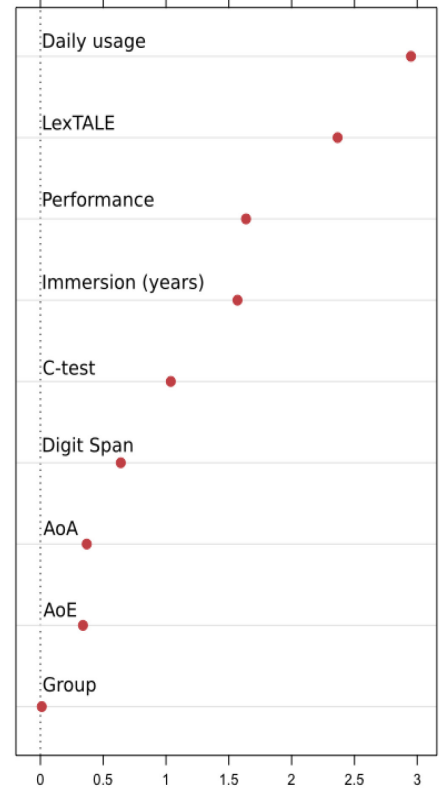 Daily usage
LexTALE
Performance
Immersion (years)
C-test
Digit Span
AoA
AoE
Group
0 0.5 1 1.5 2 2.5 3